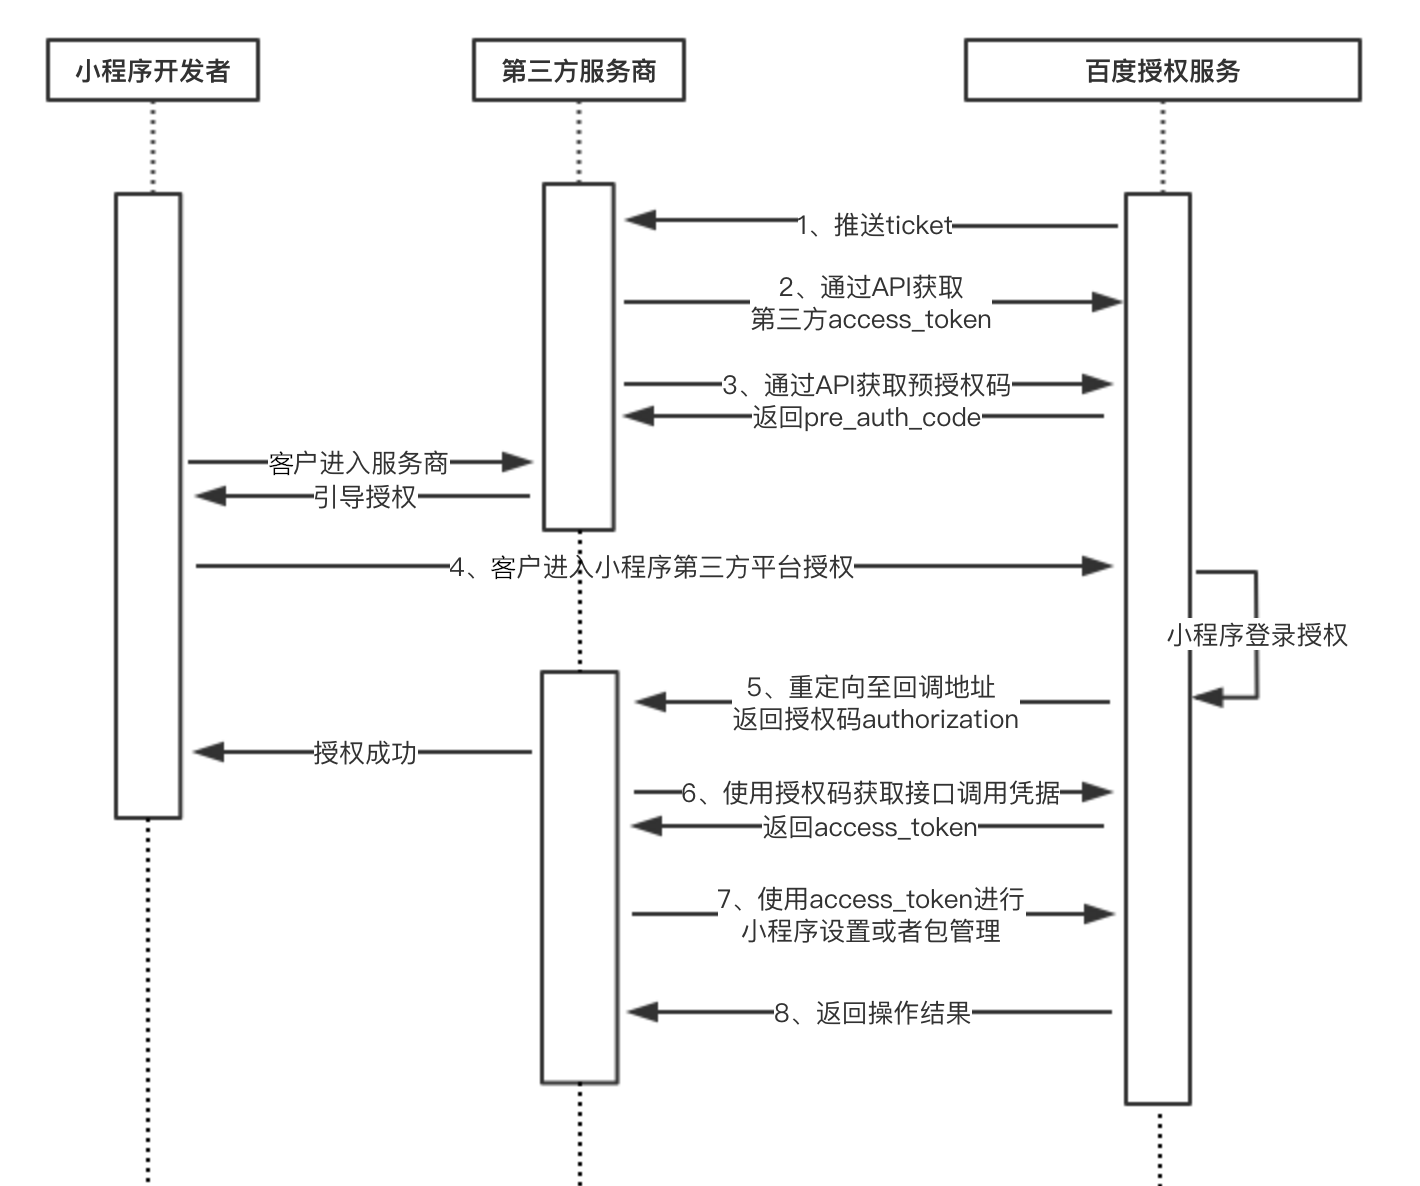 小程序开发者
第三方服务商
百度授权服务
1、推送ticket
2、通过API获取
第三方access_token
3、通过API获取预授权码
返回pre_auth_code
客户进入服务商
引导授权
4、客户进入小程序第三方平台授权
小程序登录授权
5、重定向至回调地址
返回授权码authorization
授权成功
6、使用授权码获取接口调用凭据
返回access_token
7、使用access_token进行
小程序设置或者包管理
8、返回操作结果